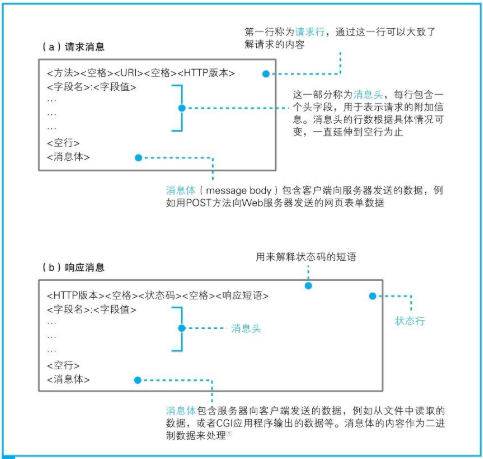 第一行称为请求行，通过这一行可以大致了
解请求的内容
（a）请求消息
<方法><空格><URI><空格><HTTP版本>
<字段名>:<字段值>
…
…
…
<空行>
<消息体>
这一部分称为消息头，每行包含一
个头字段，用于表示请求的附加信
息。消息头的行数根据具体情况可
变，一直延伸到空行为止
消息体（message body）包含客户端向服务器发送的数据，例
如用POST方法向Web服务器发送的网页表单数据
（b）响应消息
用来解释状态码的短语
<HTTP版本><空格><状态码><空格><响应短语>
<字段名>:<字段值>
…
…
…
<空行>
<消息体>
消息头
状态行
消息体包含服务器向客户端发送的数据，例如从文件中读取的
数据，或者CGI应用程序输出的数据等。消息体的内容作为二进
制数据来处理①